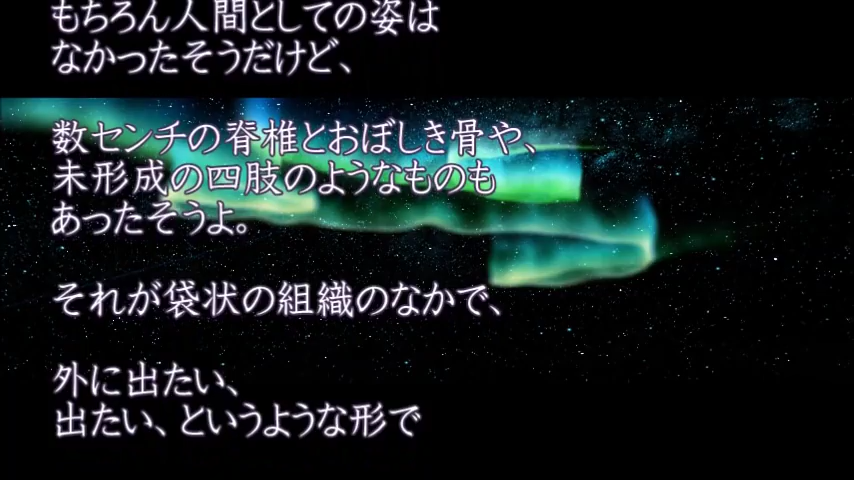 もちろん人間としての姿は
なかったそうだけど、
数センチの脊椎とおぼしき骨や、
未形成の四肢のようなものも
あったそうよ。
それが袋状の組織のなかで、
外に出たい、
出たい、というような形で